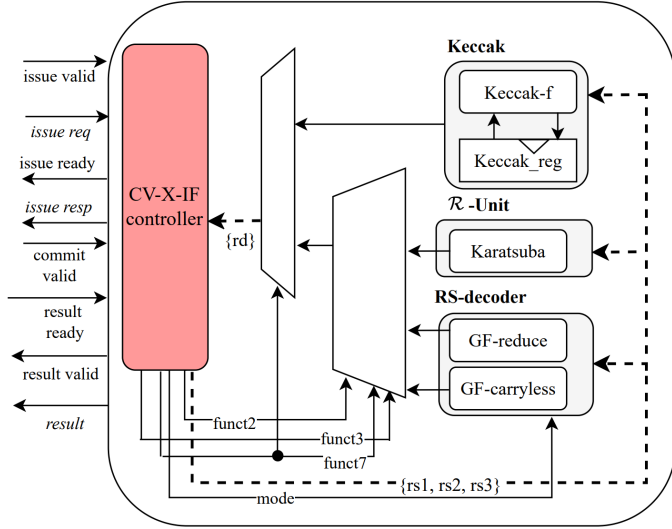 issue valid
issue req
issue ready
issue resp
commit
valid
result
ready
result valid
result
CV-X-IF
controller
{rd}
Keccak
Keccak-f
Keccak_reg
ℛ -Unit
Karatsuba
RS-decoder
GF-reduce
GF-carryless
funct2
funct3
funct7
{rs1, rs2, rs3}
mode